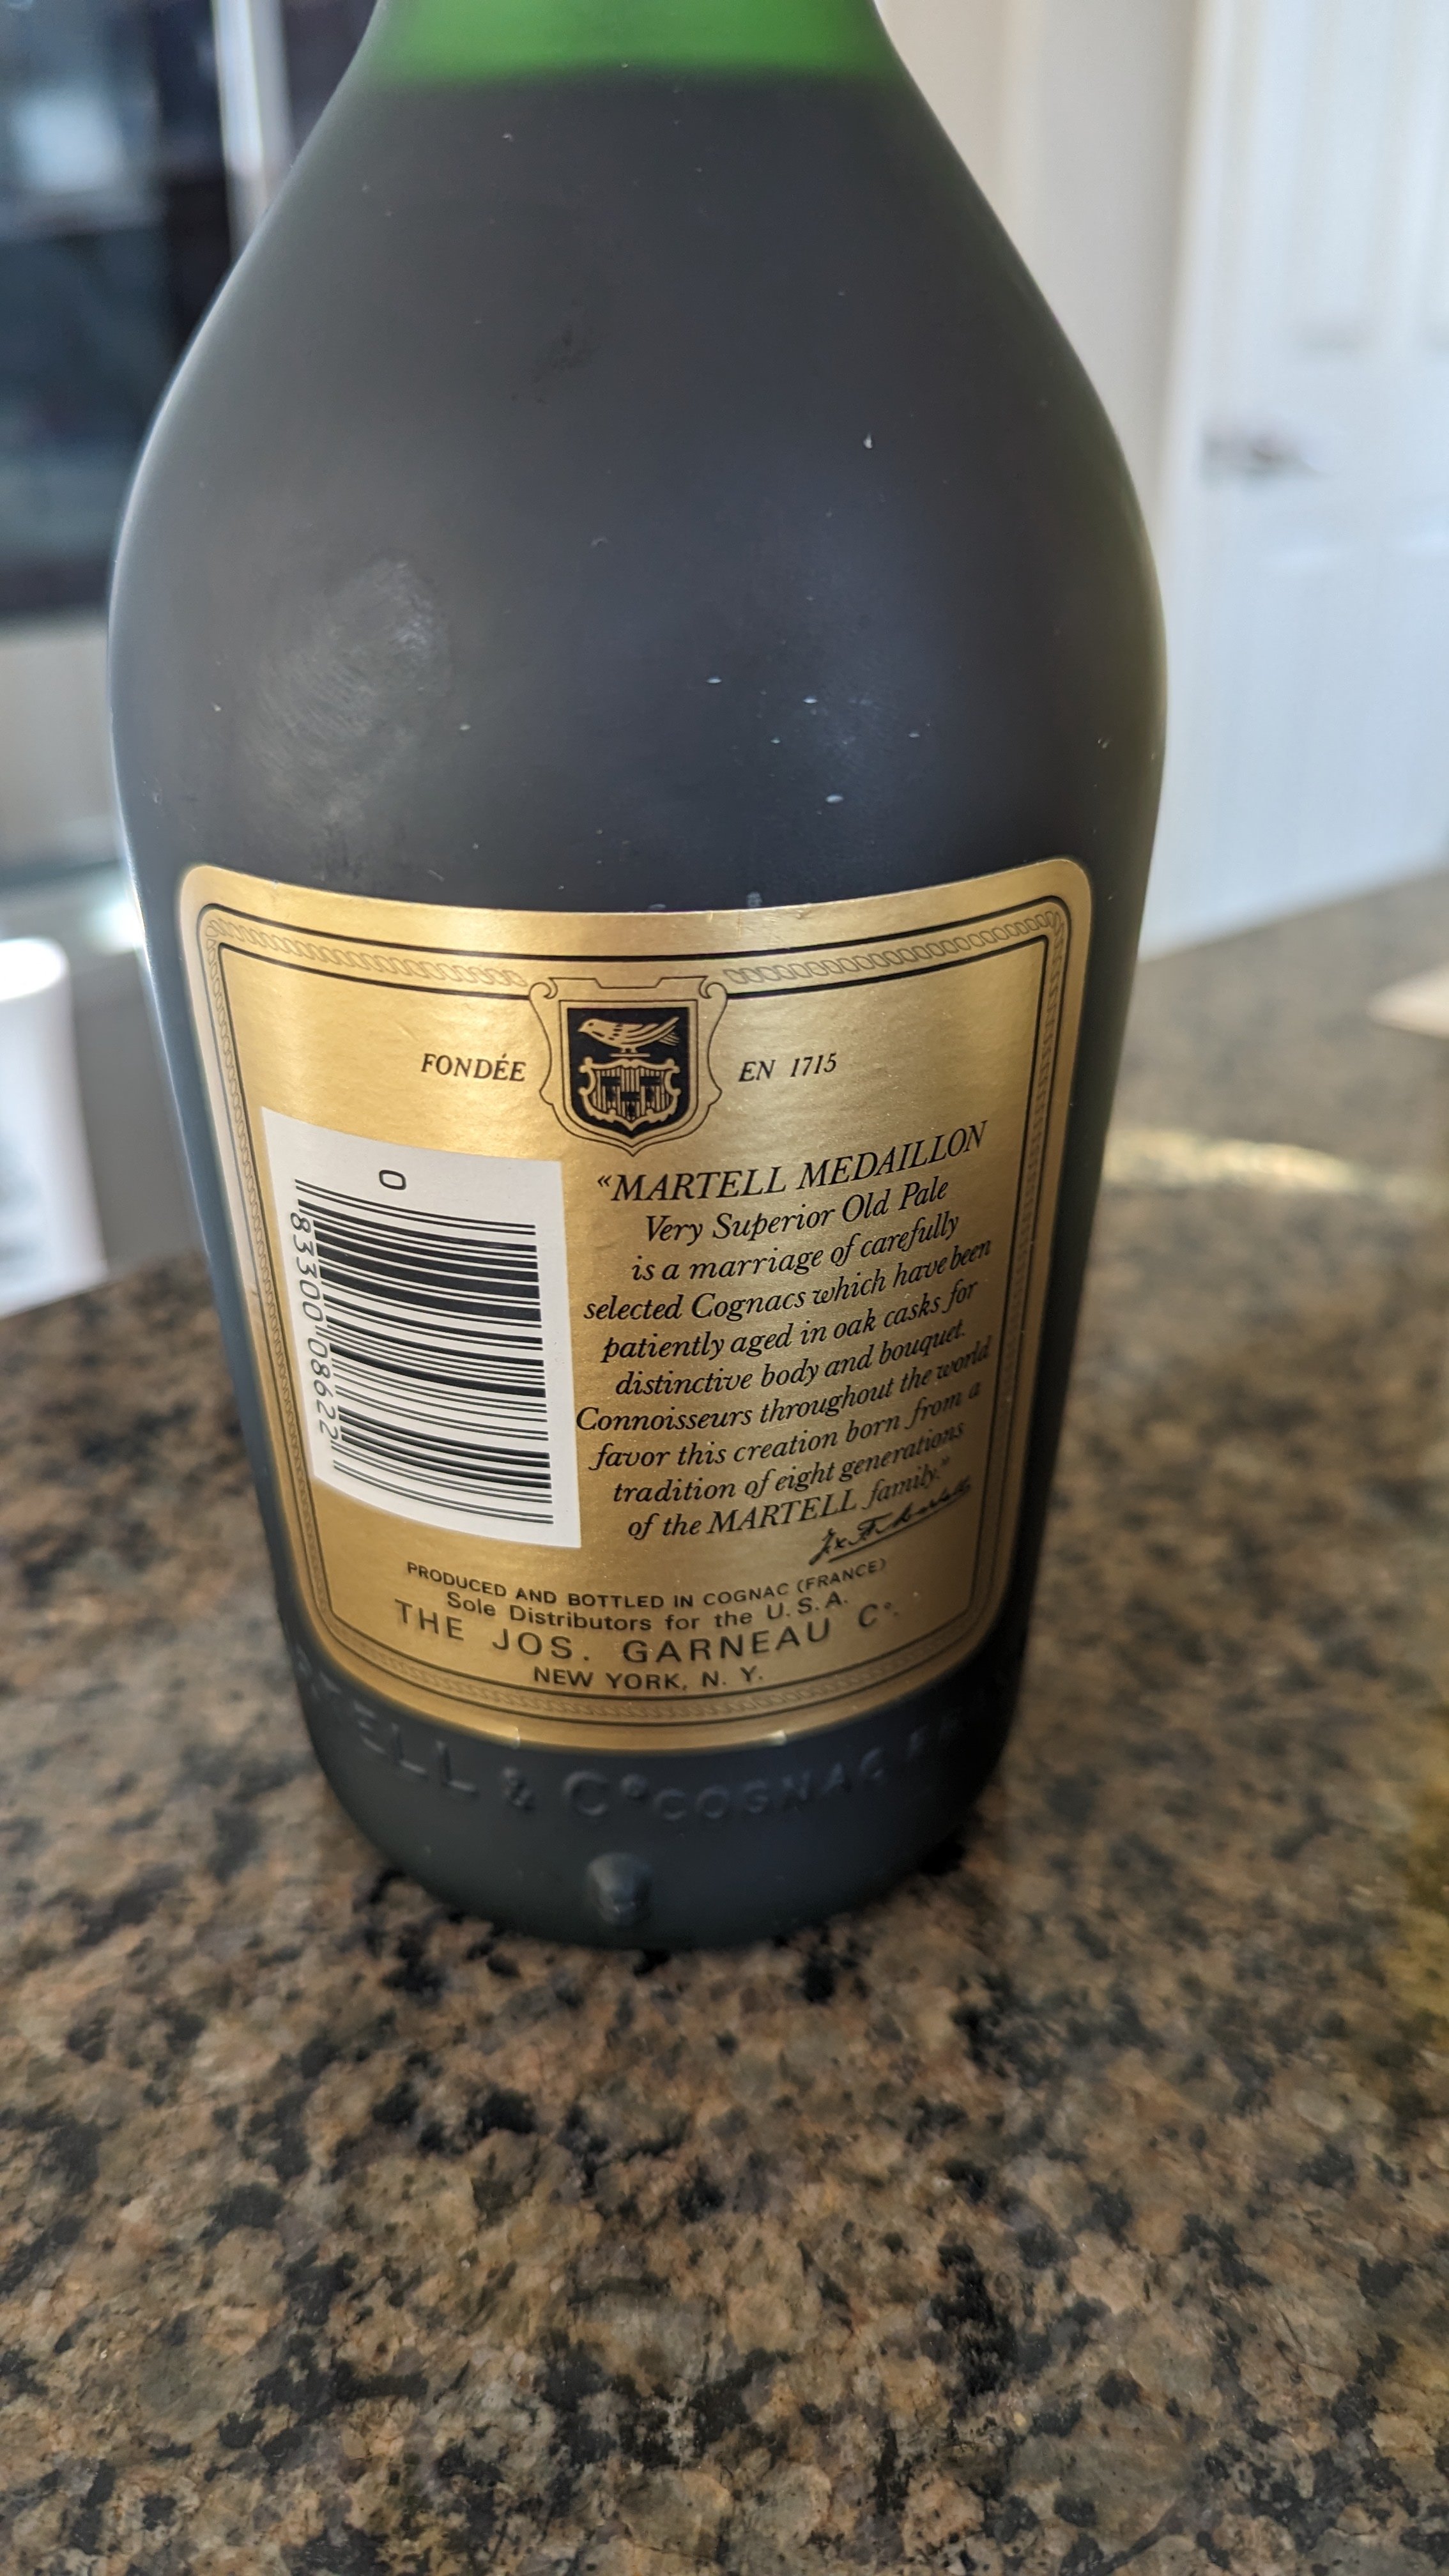 FONDÉE EN 1715
0
83300 08622
«MARTELL MEDAILLON
Very Superior Old Pale
is a marriage of carefully
selected Cognacs which have been
patiently aged in oak casks for
distinctive body and bouquet.
Connoisseurs throughout the world
favor this creation born from a
tradition of eight generations
of the MARTELL family."
PRODUCED AND BOTTLED IN COGNAC (FRANCE)
Sole Distributors for the U.S.A.
THE JOS. GARNEAU Cº.
NEW YORK, N. Y.
TELL & Cº COGNAC